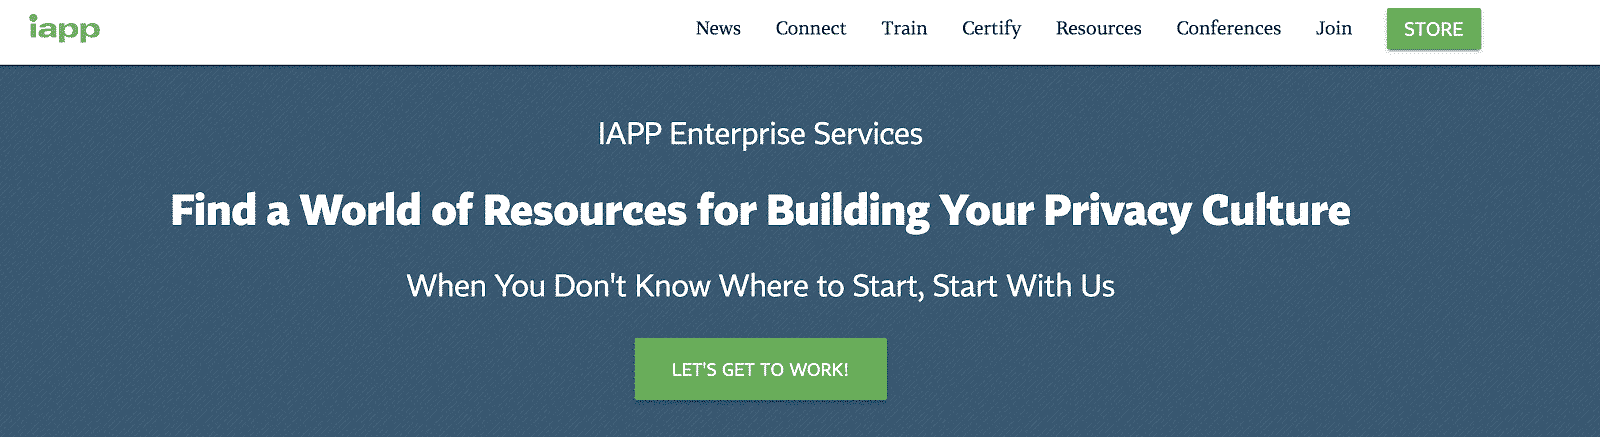 iapp
News Connect Train Certify Resources Conferences Join STORE
IAPP Enterprise Services
Find a World of Resources for Building Your Privacy Culture
When You Don't Know Where to Start, Start With Us
LET'S GET TO WORK!